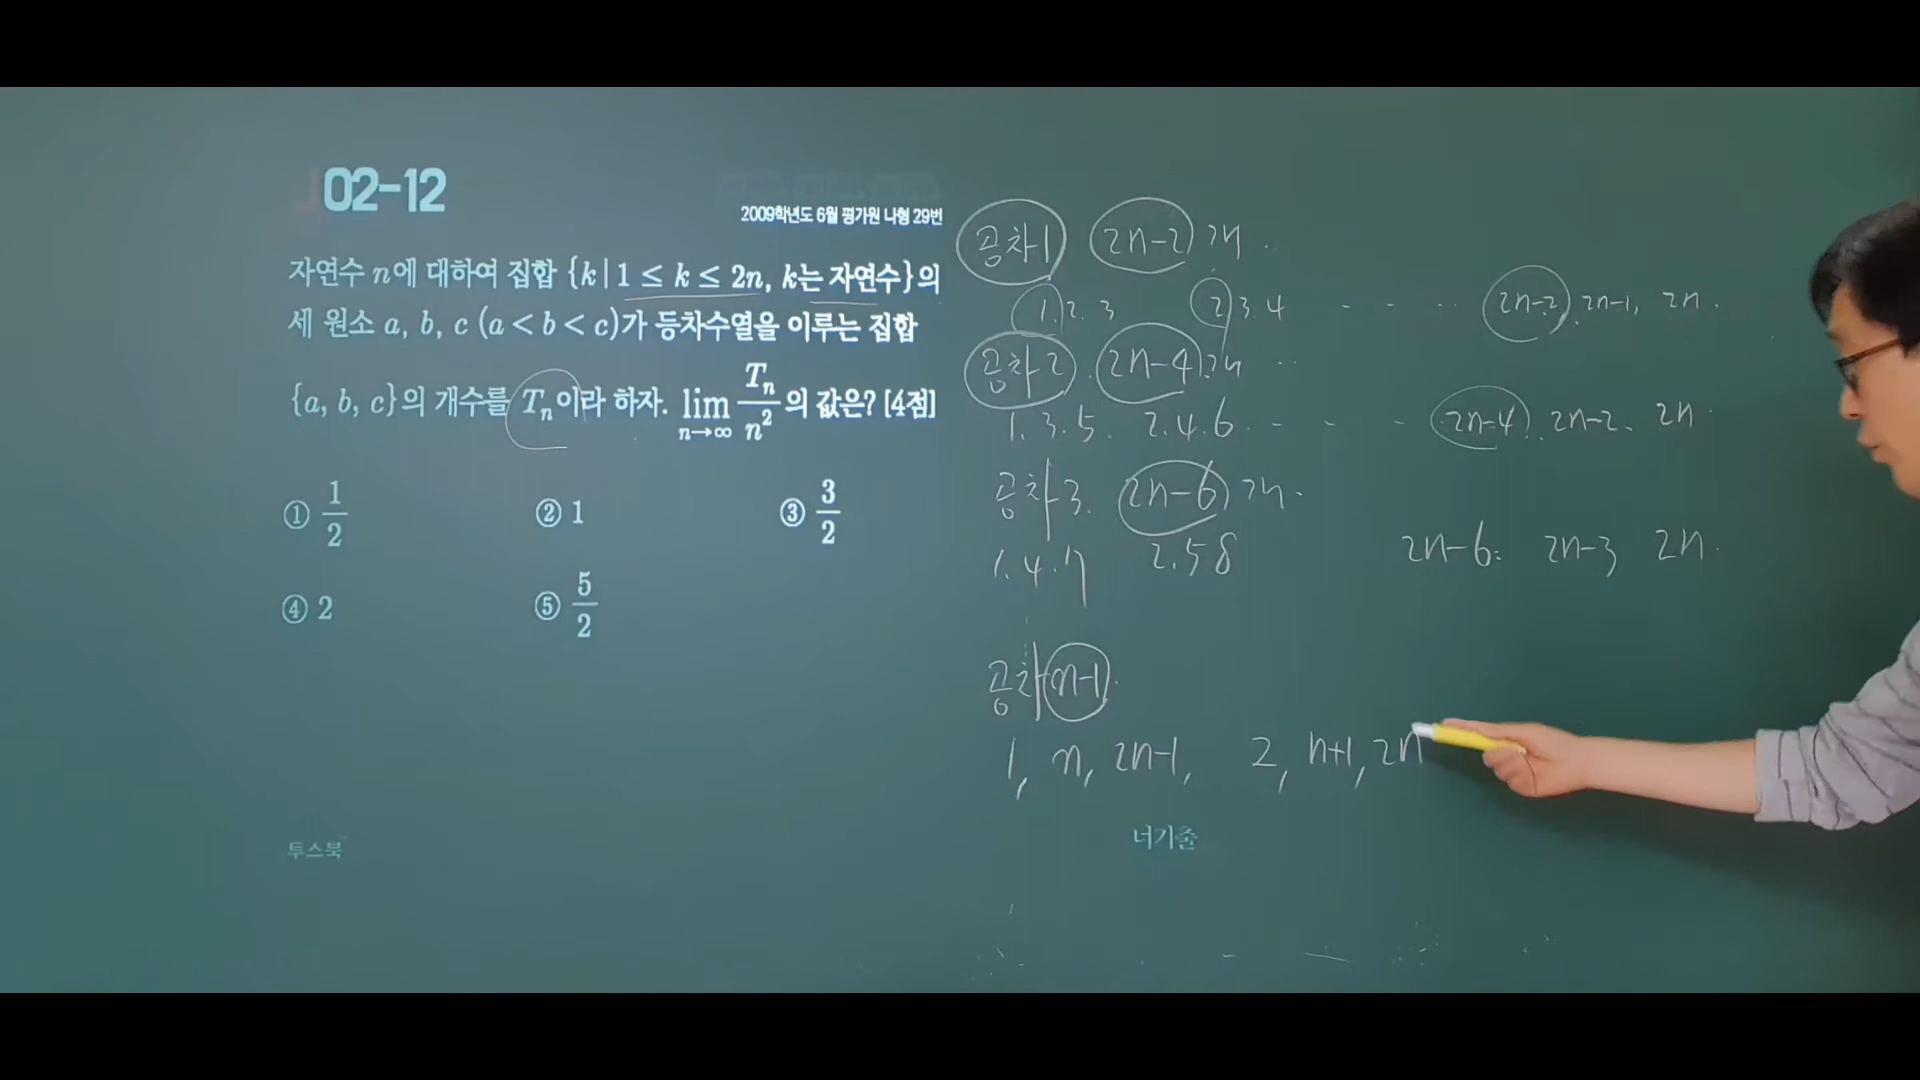 02-12
2009학년도 6월 평가원 나형 29번
자연수 n에 대하여 집합 {k | 1 ≤ k ≤ 2n, k는 자연수}의
세 원소 a, b, c (a < b < c)가 등차수열을 이루는 집합
{a, b, c}의 개수를 Tₙ이라 하자. lim n→∞ Tₙ/n² 의 값은? [4점]
① 1/2 ② 1 ③ 3/2
④ 2 ⑤ 5/2
공차1 2n-2개
1.2.3 2.3.4 - - - 2n-2, 2n-1, 2n.
공차2. 2n-4개
1.3.5. 2.4.6. - - - 2n-4, 2n-2, 2n.
공차3. 2n-6개.
1.4.7 2.5.8 2n-6. 2n-3 2n.
공차 n-1.
1, n, 2n-1, 2, n+1, 2n
투스북
너기출